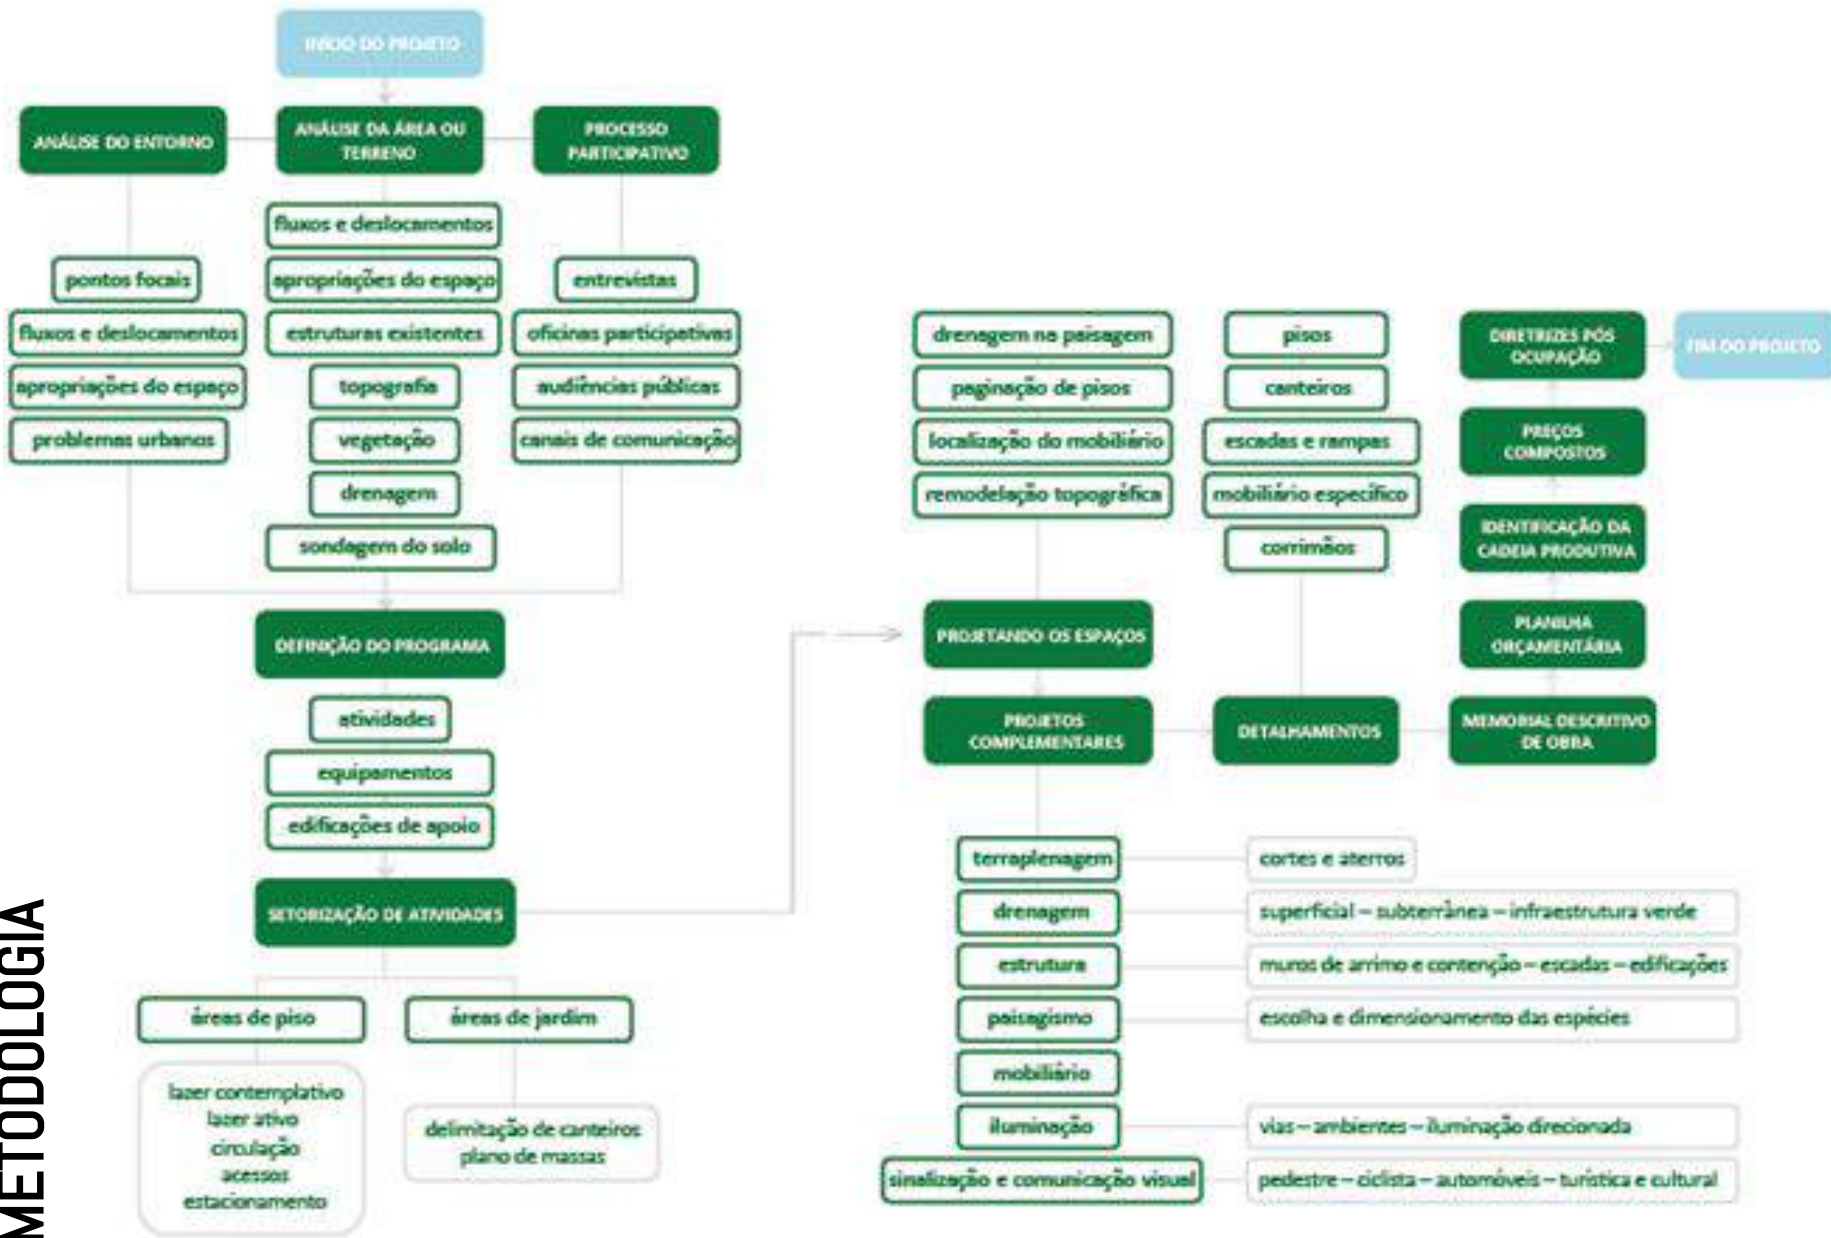 INÍCIO DO PROJETO
ANÁLISE DO ENTORNO
ANÁLISE DA ÁREA OU
TERRENO
PROCESSO
PARTICIPATIVO
pontos focais
fluxos e deslocamentos
apropriações do espaço
problemas urbanos
fluxos e deslocamentos
apropriações do espaço
estruturas existentes
topografia
vegetação
drenagem
sondagem do solo
entrevistas
oficinas participativas
audiências públicas
canais de comunicação
DEFINIÇÃO DO PROGRAMA
atividades
equipamentos
edificações de apoio
SETORIZAÇÃO DE ATIVIDADES
áreas de piso
lazer contemplativo
lazer ativo
circulação
acessos
estacionamento
áreas de jardim
delimitação de canteiros
plano de massas
drenagem na paisagem
paginação de pisos
localização do mobiliário
remodelação topográfica
PROJETANDO OS ESPAÇOS
PROJETOS
COMPLEMENTARES
terraplenagem
cortes e aterros
drenagem
superficial – subterrânea – infraestrutura verde
estrutura
muros de arrimo e contenção – escadas – edificações
paisagismo
escolha e dimensionamento das espécies
mobiliário
iluminação
vias – ambientes – iluminação direcionada
sinalização e comunicação visual
pedestre – ciclista – automóveis – turística e cultural
pisos
canteiros
escadas e rampas
mobiliário específico
corrimãos
DETALHAMENTOS
MEMORIAL DESCRITIVO
DE OBRA
PLANILHA
ORÇAMENTÁRIA
IDENTIFICAÇÃO DA
CADEIA PRODUTIVA
PREÇOS
COMPOSTOS
DIRETRIZES PÓS
OCUPAÇÃO
FIM DO PROJETO
METODOLOGIA